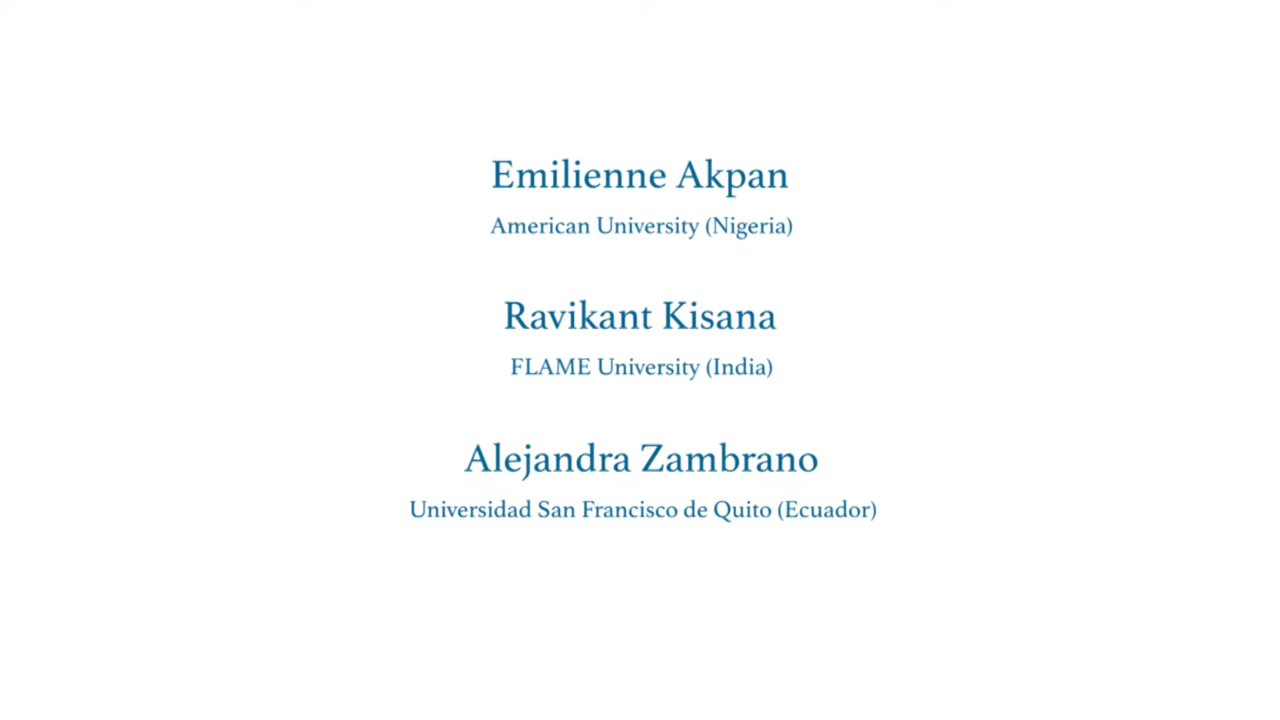 Emilienne Akpan
American University (Nigeria)
Ravikant Kisana
FLAME University (India)
Alejandra Zambrano
Universidad San Francisco de Quito (Ecuador)